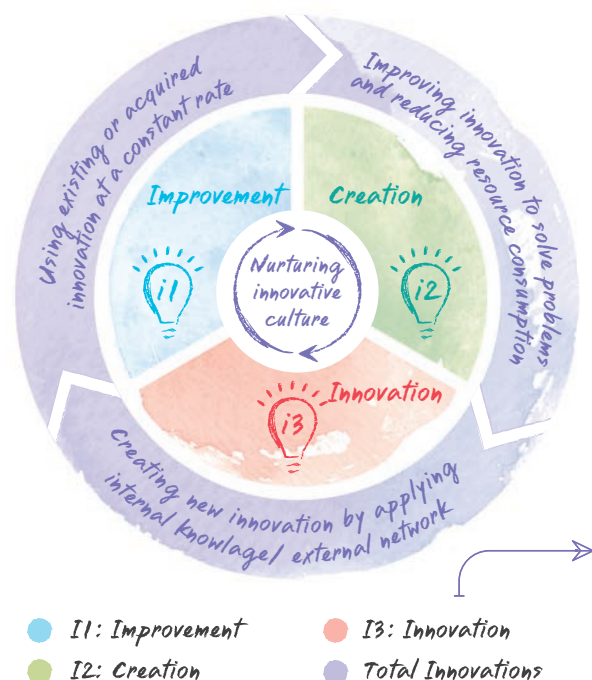 Using existing or acquired
innovation at a constant rate
Improving innovation to solve problems
and reducing resource consumption
Improvement
Creation
i1
i2
Nurturing
innovative
culture
Innovation
i3
Creating new innovation by applying
internal knowlage/ external network
I1: Improvement
I3: Innovation
I2: Creation
Total Innovations